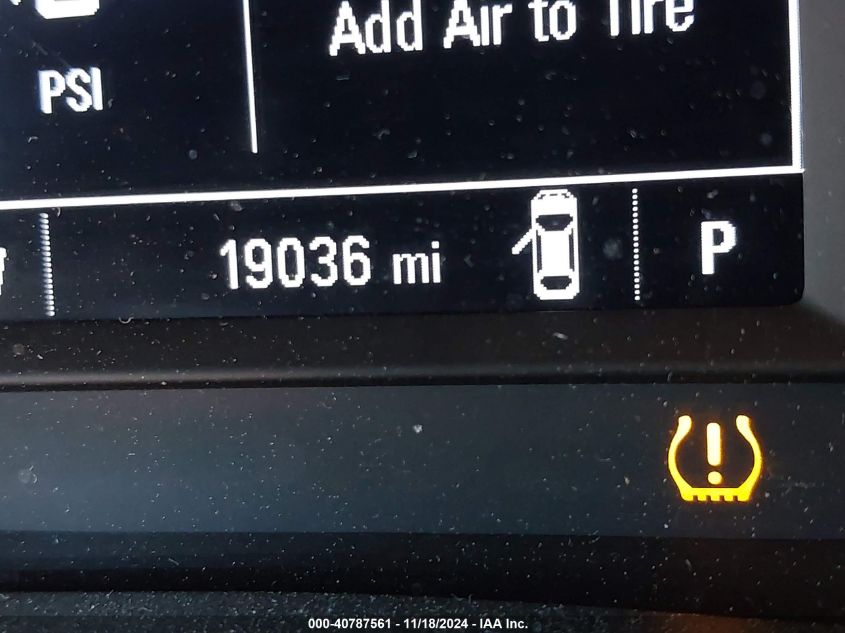 Add Air to Tire
PSI
19036 mi
P
000-40787561 - 11/18/2024 - IAA Inc.